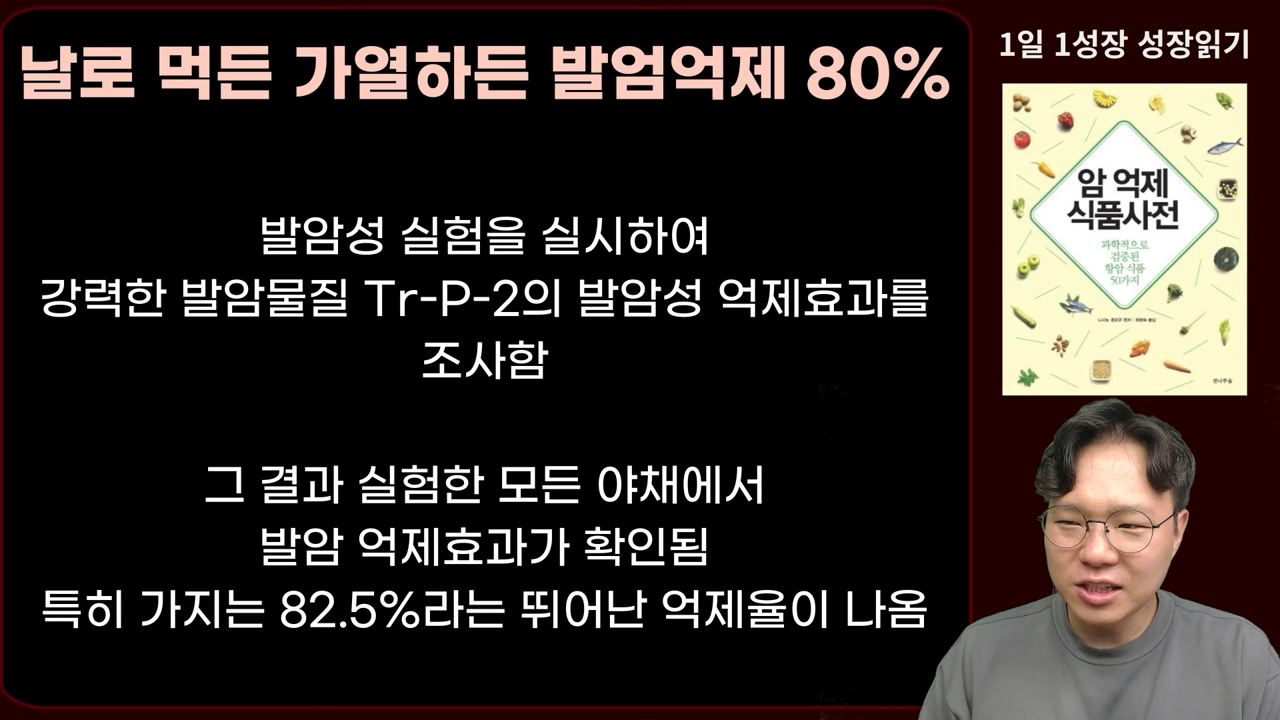 날로 먹든 가열하든 발엄억제 80%
발암성 실험을 실시하여
강력한 발암물질 Tr-P-2의 발암성 억제효과를
조사함
그 결과 실험한 모든 야채에서
발암 억제효과가 확인됨
특히 가지는 82.5%라는 뛰어난 억제율이 나옴
1일 1성장 성장읽기
암 억제
식품사전
과학적으로
검증된
항암 식품
50가지
전나무숲